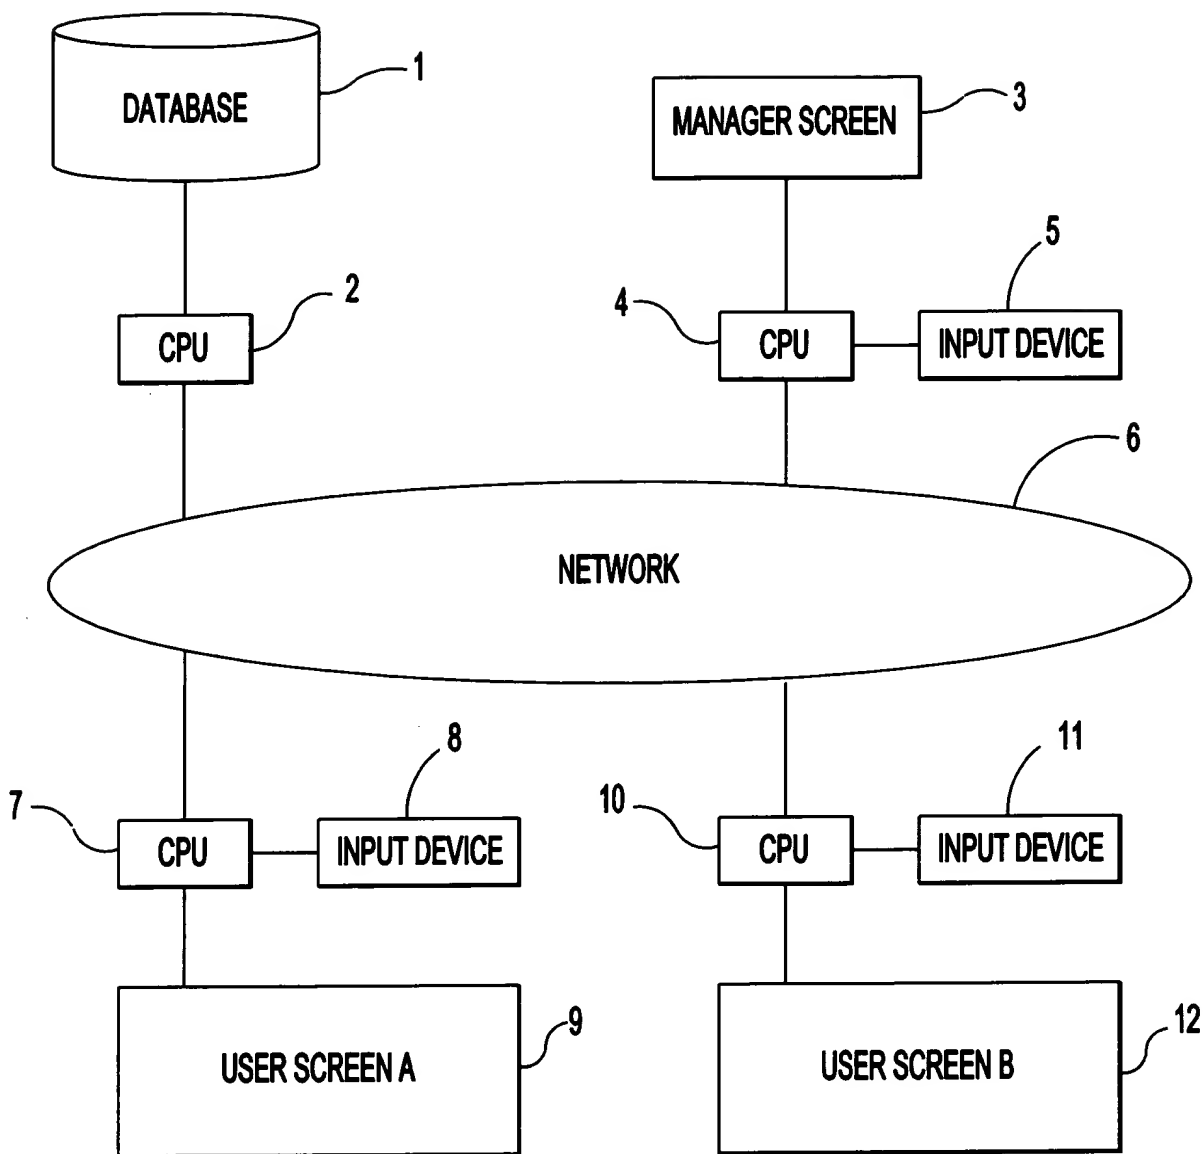 DATABASE
1
MANAGER SCREEN
3
2
CPU
4
CPU
5
INPUT DEVICE
6
NETWORK
7
CPU
8
INPUT DEVICE
10
CPU
11
INPUT DEVICE
USER SCREEN A
9
USER SCREEN B
12